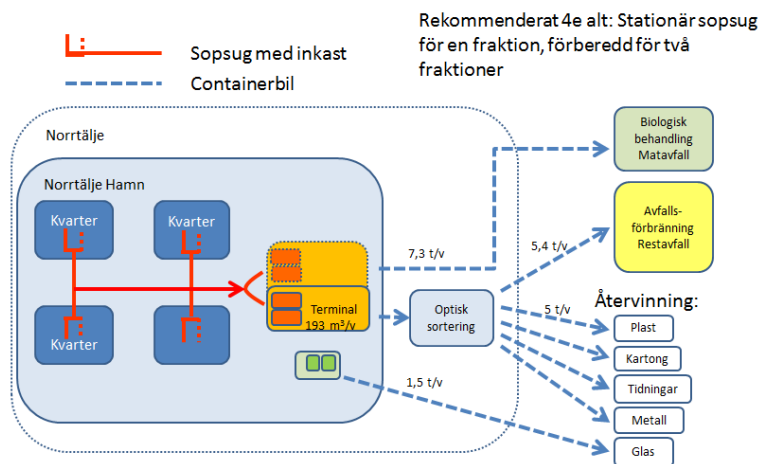 Rekommenderat 4e alt: Stationär sopsug
för en fraktion, förberedd för två
fraktioner
Sopsug med inkast
Containerbil
Norrtälje
Norrtälje Hamn
Kvarter
Kvarter
Kvarter
Terminal
193 m³/v
7,3 t/v
5,4 t/v
5 t/v
1,5 t/v
Optisk
sortering
Biologisk
behandling
Matavfall
Avfalls-
förbränning
Restavfall
Återvinning:
Plast
Kartong
Tidningar
Metall
Glas